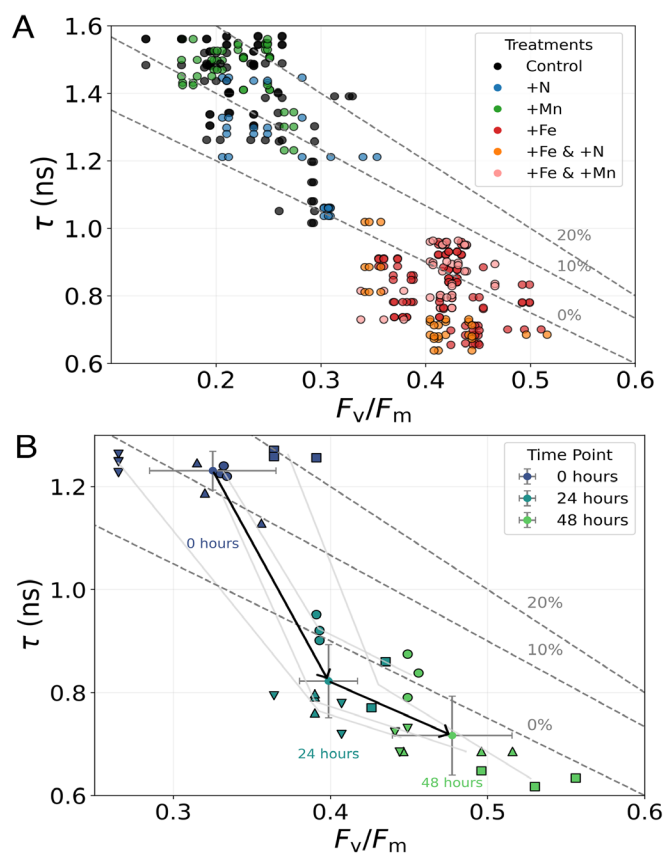 A
1.6
1.4
1.2
1.0
0.8
0.6
τ (ns)
Treatments
Control
+N
+Mn
+Fe
+Fe & +N
+Fe & +Mn
20%
10%
0%
0.2 0.3 0.4 0.5 0.6
Fv/Fm
B
1.2
1.0
0.8
0.6
τ (ns)
Time Point
0 hours
24 hours
48 hours
0 hours
20%
10%
0%
24 hours
48 hours
0.3 0.4 0.5 0.6
Fv/Fm